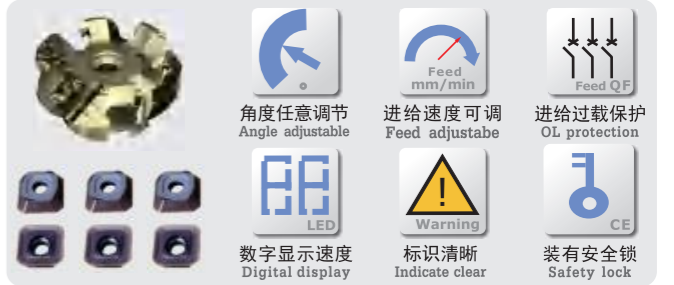 Feed
mm/min
Feed QF
角度任意调节
Angle adjustable
进给速度可调
Feed adjustabe
进给过载保护
OL protection
LED
Warning
CE
数字显示速度
Digital display
标识清晰
Indicate clear
装有安全锁
Safety lock